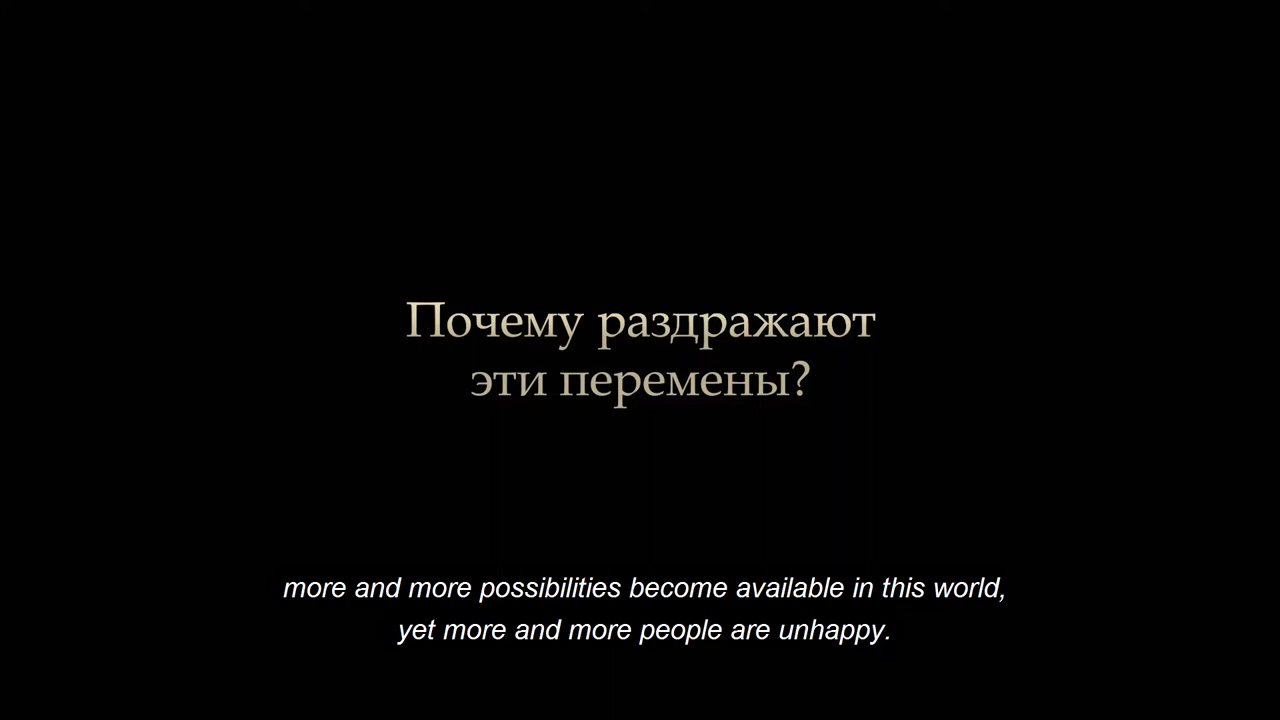 Почему раздражают
эти перемены?
more and more possibilities become available in this world,
yet more and more people are unhappy.